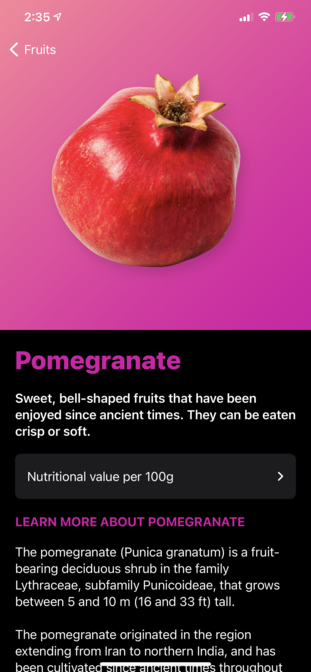 2:35
Fruits
Pomegranate
Sweet, bell-shaped fruits that have been
enjoyed since ancient times. They can be eaten
crisp or soft.
Nutritional value per 100g
LEARN MORE ABOUT POMEGRANATE
The pomegranate (Punica granatum) is a fruit-
bearing deciduous shrub in the family
Lythraceae, subfamily Punicoideae, that grows
between 5 and 10 m (16 and 33 ft) tall.
The pomegranate originated in the region
extending from Iran to northern India, and has
been cultivated since ancient times throughout